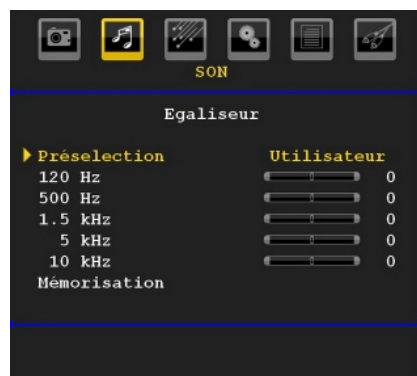 SON
Egaliseur
Préselection Utilisateur
120 Hz 0
500 Hz 0
1.5 kHz 0
5 kHz 0
10 kHz 0
Mémorisation